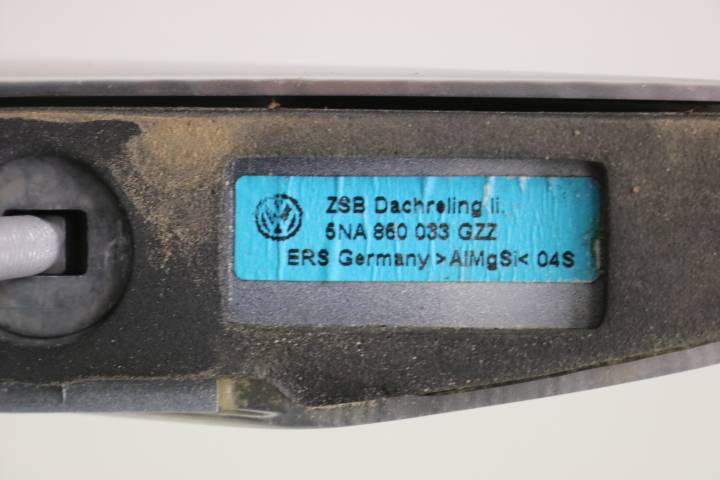 ZSB Dachreling li.
5NA 860 033 GZZ
ERS Germany >AlMgSi< 04S